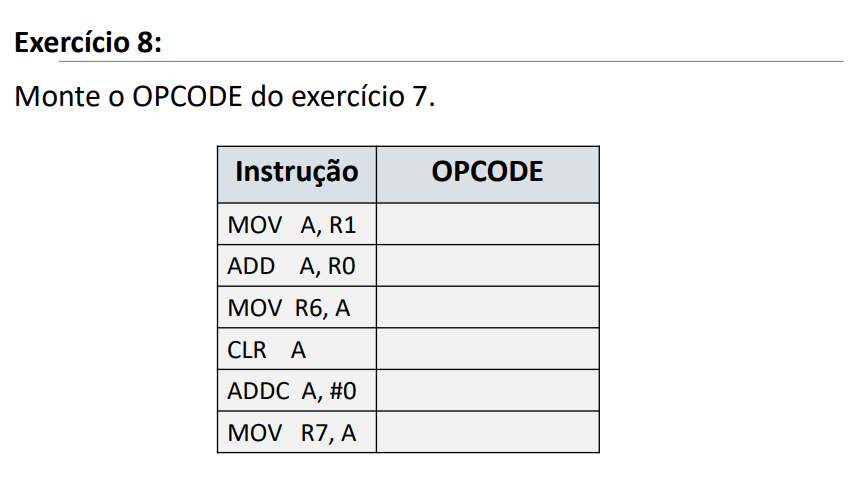 Exercício 8:
Monte o OPCODE do exercício 7.
Instrução OPCODE
MOV A, R1
ADD A, R0
MOV R6, A
CLR A
ADDC A, #0
MOV R7, A